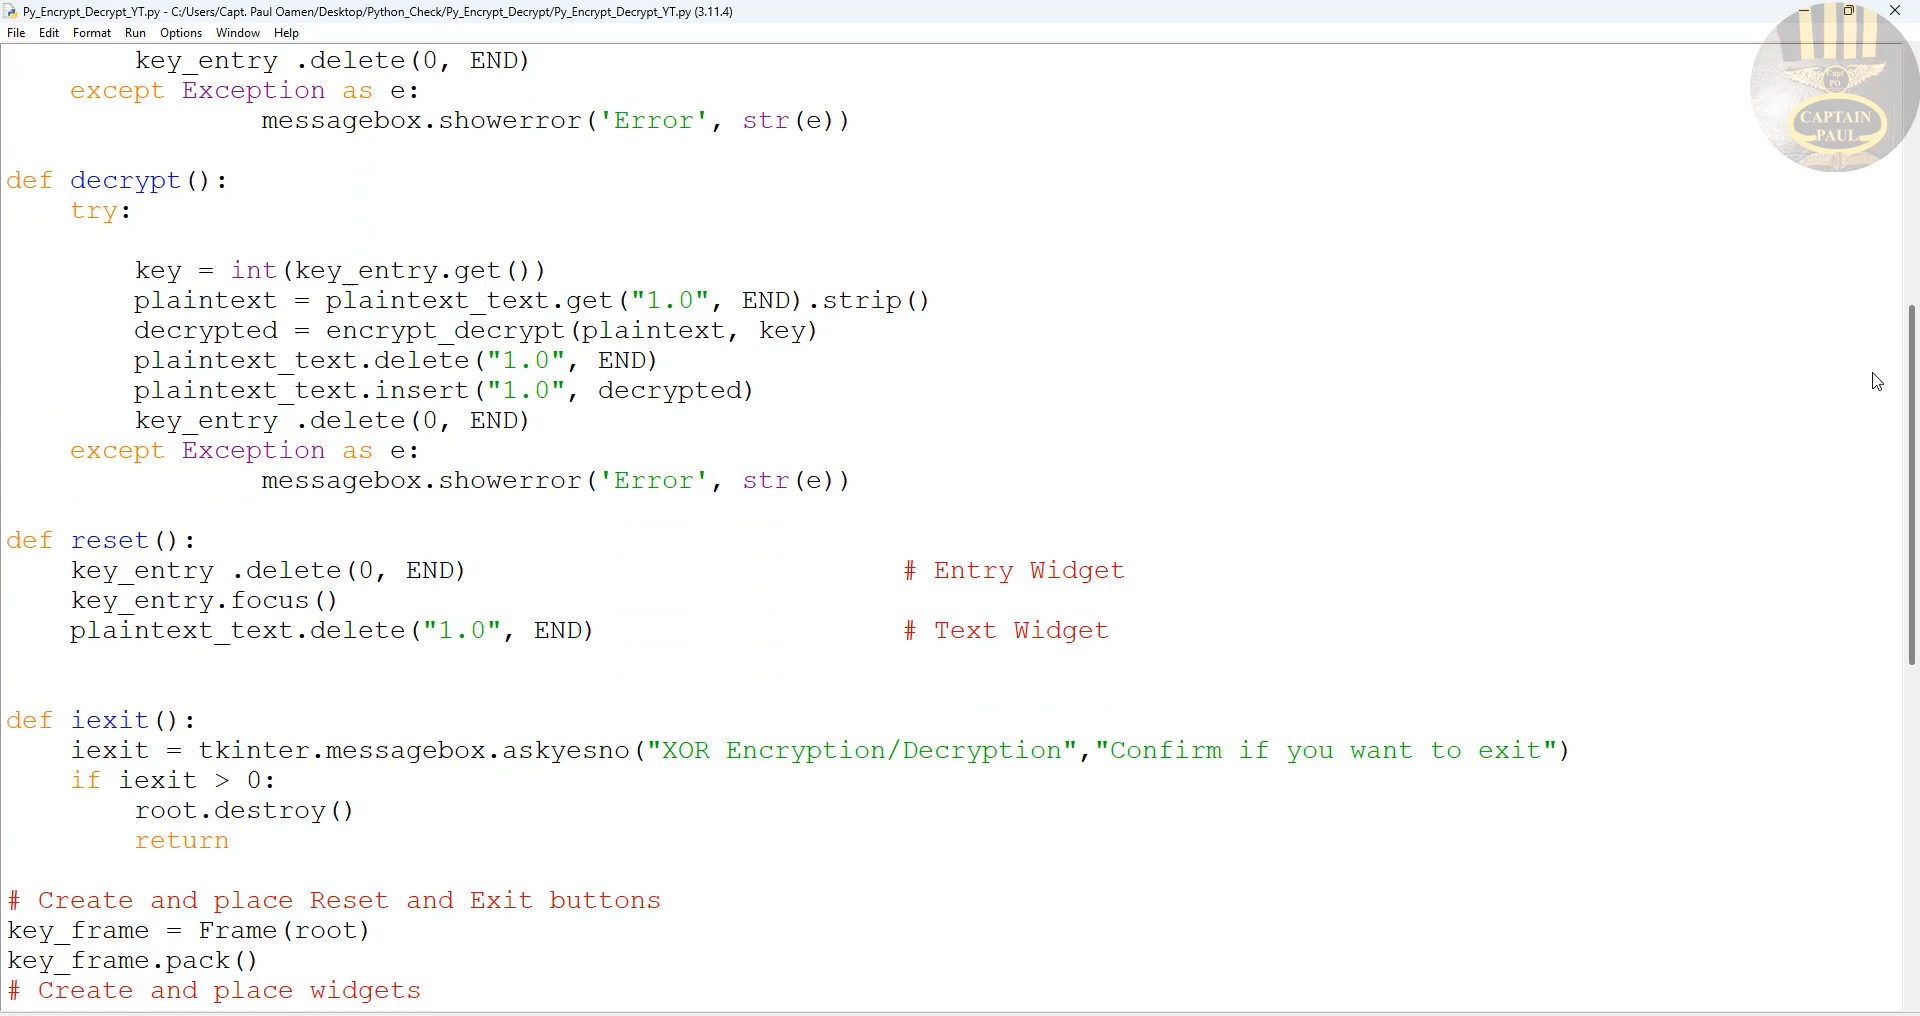 Py_Encrypt_Decrypt_YT.py - C:/Users/Capt. Paul Oamen/Desktop/Python_Check/Py_Encrypt_Decrypt/Py_Encrypt_Decrypt_YT.py (3.11.4)
File Edit Format Run Options Window Help
        key_entry .delete(0, END)
    except Exception as e:
                messagebox.showerror('Error', str(e))
Capt
PO
CAPTAIN
PAUL
def decrypt():
    try:
        key = int(key_entry.get())
        plaintext = plaintext_text.get("1.0", END).strip()
        decrypted = encrypt_decrypt(plaintext, key)
        plaintext_text.delete("1.0", END)
        plaintext_text.insert("1.0", decrypted)
        key_entry .delete(0, END)
    except Exception as e:
                messagebox.showerror('Error', str(e))
def reset():
    key_entry .delete(0, END)                           # Entry Widget
    key_entry.focus()
    plaintext_text.delete("1.0", END)                   # Text Widget
def iexit():
    iexit = tkinter.messagebox.askyesno("XOR Encryption/Decryption","Confirm if you want to exit")
    if iexit > 0:
        root.destroy()
        return
# Create and place Reset and Exit buttons
key_frame = Frame(root)
key_frame.pack()
# Create and place widgets